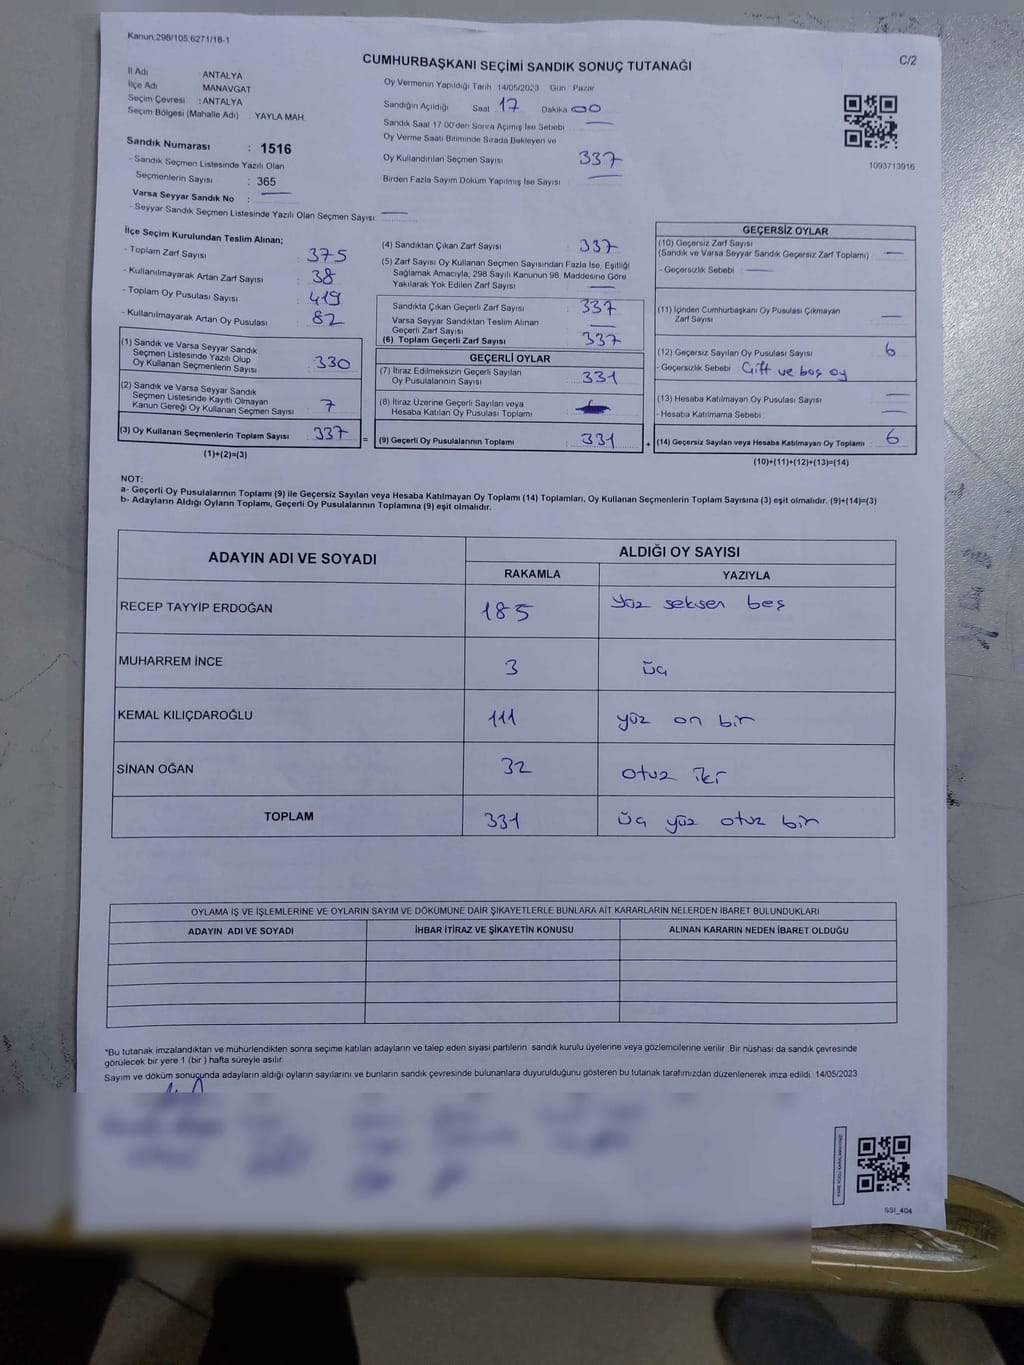 Kanun,298/105,6271/18-1
C/2
CUMHURBAŞKANI SEÇİMİ SANDIK SONUÇ TUTANAĞI
İl Adı : ANTALYA
İlçe Adı : MANAVGAT
Seçim Çevresi : ANTALYA
Seçim Bölgesi (Mahalle Adı) YAYLA MAH.
Sandık Numarası : 1516
- Sandık Seçmen Listesinde Yazılı Olan
Seçmenlerin Sayısı : 365
Varsa Seyyar Sandık No : —
- Seyyar Sandık Seçmen Listesinde Yazılı Olan Seçmen Sayısı: —
Oy Vermenin Yapıldığı Tarih 14/05/2023 Gün : Pazar
Sandığın Açıldığı Saat 17 Dakika 00
Sandık Saat 17:00'den Sonra Açılmış İse Sebebi —
Oy Verme Saati Bitiminde Sırada Bekleyen ve
Oy Kullandırılan Seçmen Sayısı 337
Birden Fazla Sayım Döküm Yapılmış İse Sayısı —
1093713916
İlçe Seçim Kurulundan Teslim Alınan;
- Toplam Zarf Sayısı : 375
- Kullanılmayarak Artan Zarf Sayısı : 38
- Toplam Oy Pusulası Sayısı : 419
- Kullanılmayarak Artan Oy Pusulası : 82
(1) Sandık ve Varsa Seyyar Sandık
Seçmen Listesinde Yazılı Olup
Oy Kullanan Seçmenlerin Sayısı : 330
(2) Sandık ve Varsa Seyyar Sandık
Seçmen Listesinde Kayıtlı Olmayan
Kanun Gereği Oy Kullanan Seçmen Sayısı : 7
(3) Oy Kullanan Seçmenlerin Toplam Sayısı : 337
(1)+(2)=(3)
(4) Sandıktan Çıkan Zarf Sayısı : 337
(5) Zarf Sayısı Oy Kullanan Seçmen Sayısından Fazla İse, Eşitliği
Sağlamak Amacıyla, 298 Sayılı Kanunun 98. Maddesine Göre
Yakılarak Yok Edilen Zarf Sayısı : —
Sandıkta Çıkan Geçerli Zarf Sayısı : 337
Varsa Seyyar Sandıktan Teslim Alınan
Geçerli Zarf Sayısı : —
(6) Toplam Geçerli Zarf Sayısı : 337
GEÇERLİ OYLAR
(7) İtiraz Edilmeksizin Geçerli Sayılan
Oy Pusulalarının Sayısı : 331
(8) İtiraz Üzerine Geçerli Sayılan veya
Hesaba Katılan Oy Pusulası Toplamı :
= (9) Geçerli Oy Pusulalarının Toplamı : 331
GEÇERSİZ OYLAR
(10) Geçersiz Zarf Sayısı
(Sandık ve Varsa Seyyar Sandık Geçersiz Zarf Toplamı) : —
- Geçersizlik Sebebi : —
(11) İçinden Cumhurbaşkanı Oy Pusulası Çıkmayan
Zarf Sayısı : —
(12) Geçersiz Sayılan Oy Pusulası Sayısı : 6
- Geçersizlik Sebebi : Çift ve boş oy
(13) Hesaba Katılmayan Oy Pusulası Sayısı : —
- Hesaba Katılmama Sebebi : —
+ (14) Geçersiz Sayılan veya Hesaba Katılmayan Oy Toplamı : 6
(10)+(11)+(12)+(13)=(14)
NOT:
a- Geçerli Oy Pusulalarının Toplamı (9) ile Geçersiz Sayılan veya Hesaba Katılmayan Oy Toplamı (14) Toplamları, Oy Kullanan Seçmenlerin Toplam Sayısına (3) eşit olmalıdır. (9)+(14)=(3)
b- Adayların Aldığı Oyların Toplamı, Geçerli Oy Pusulalarının Toplamına (9) eşit olmalıdır.
ADAYIN ADI VE SOYADI ALDIĞI OY SAYISI
RAKAMLA YAZIYLA
RECEP TAYYİP ERDOĞAN 185 Yüz seksen beş
MUHARREM İNCE 3 üç
KEMAL KILIÇDAROĞLU 111 yüz on bir
SİNAN OĞAN 32 otuz iki
TOPLAM 331 üç yüz otuz bir
OYLAMA İŞ VE İŞLEMLERİNE VE OYLARIN SAYIM VE DÖKÜMÜNE DAİR ŞİKAYETLERLE BUNLARA AİT KARARLARIN NELERDEN İBARET BULUNDUKLARI
ADAYIN ADI VE SOYADI İHBAR İTİRAZ VE ŞİKAYETİN KONUSU ALINAN KARARIN NEDEN İBARET OLDUĞU
*Bu tutanak imzalandıktan ve mühürlendikten sonra seçime katılan adayların ve talep eden siyasi partilerin sandık kurulu üyelerine veya gözlemcilerine verilir. Bir nüshası da sandık çevresinde
görülecek bir yere 1 (bir ) hafta süreyle asılır.
Sayım ve döküm sonuçunda adayların aldığı oyların sayılarını ve bunların sandık çevresinde bulunanlara duyurulduğunu gösteren bu tutanak tarafımızdan düzenlenerek imza edildi. 14/05/2023
SSI_404